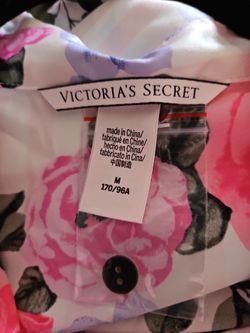 VICTORIA'S SECRET
made in China/
fabriqué en Chine/
hecho en China/
fabbricato in Cina/
中国制造
M
170/96A